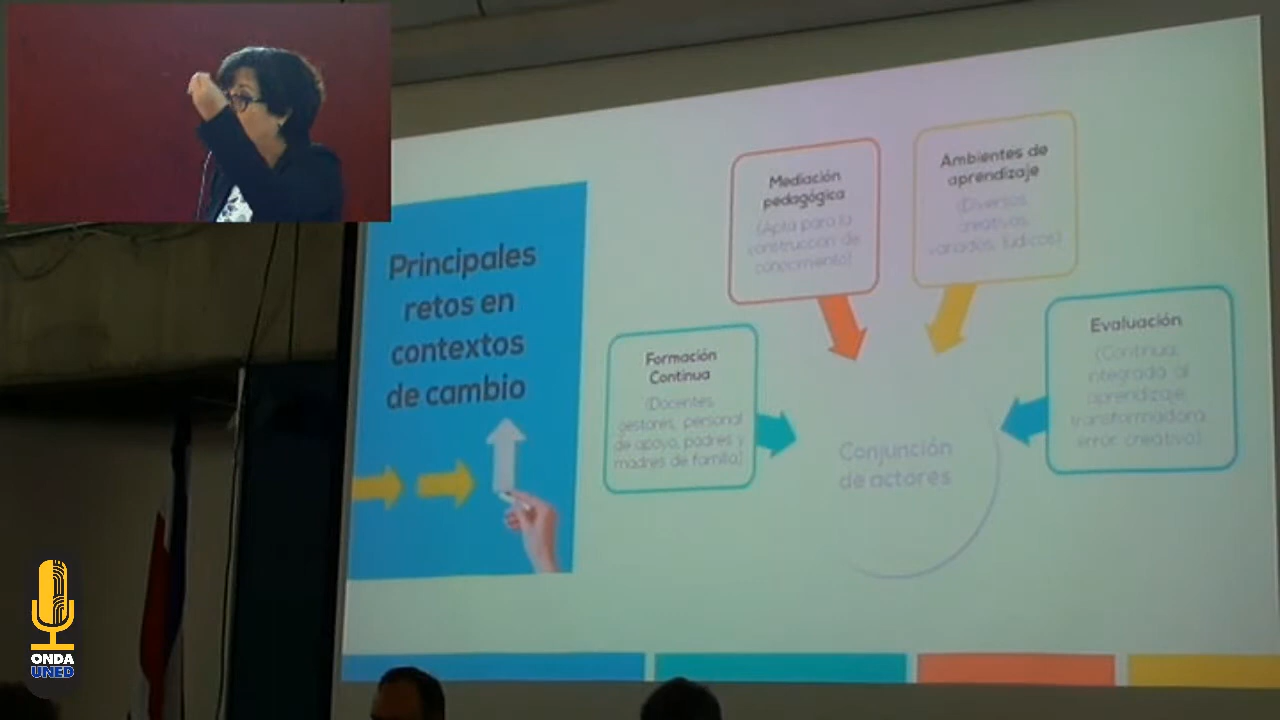 Principales
retos en
contextos
de cambio
Formación
Continua
(Docentes,
gestores, personal
de apoyo, padres y
madres de familia)
Mediación
pedagógica
(Apta para la
construcción de
conocimiento)
Ambientes de
aprendizaje
(Diversos,
creativos,
variados, lúdicos)
Evaluación
(Continua,
integrada al
aprendizaje,
transformadora,
error creativo)
Conjunción
de actores
ONDA
UNED